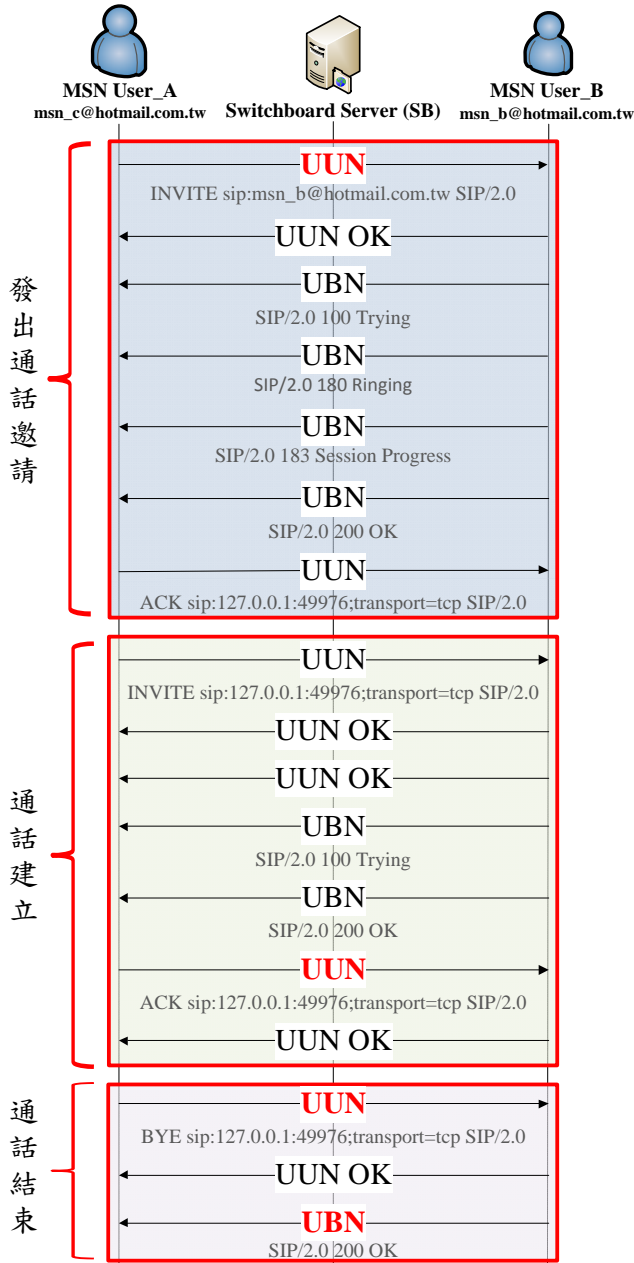 MSN User_A
msn_c@hotmail.com.tw
Switchboard Server (SB)
MSN User_B
msn_b@hotmail.com.tw
發出通話邀請
UUN
INVITE sip:msn_b@hotmail.com.tw SIP/2.0
UUN OK
UBN
SIP/2.0 100 Trying
UBN
SIP/2.0 180 Ringing
UBN
SIP/2.0 183 Session Progress
UBN
SIP/2.0 200 OK
UUN
ACK sip:127.0.0.1:49976;transport=tcp SIP/2.0
通話建立
UUN
INVITE sip:127.0.0.1:49976;transport=tcp SIP/2.0
UUN OK
UUN OK
UBN
SIP/2.0 100 Trying
UBN
SIP/2.0 200 OK
UUN
ACK sip:127.0.0.1:49976;transport=tcp SIP/2.0
UUN OK
通話結束
UUN
BYE sip:127.0.0.1:49976;transport=tcp SIP/2.0
UUN OK
UBN
SIP/2.0 200 OK